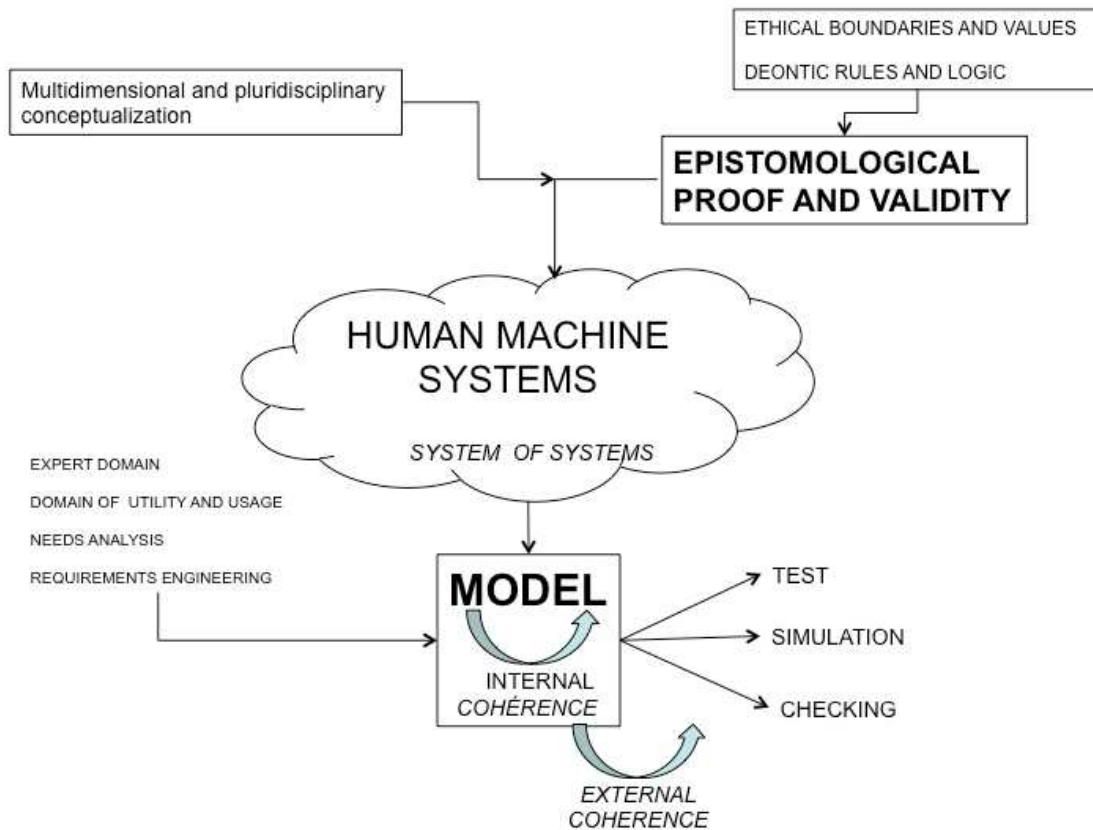 ETHICAL BOUNDARIES AND VALUES
DEONTIC RULES AND LOGIC
Multidimensional and pluridisciplinary
conceptualization
EPISTOMOLOGICAL
PROOF AND VALIDITY
HUMAN MACHINE
SYSTEMS
SYSTEM OF SYSTEMS
EXPERT DOMAIN
DOMAIN OF UTILITY AND USAGE
NEEDS ANALYSIS
REQUIREMENTS ENGINEERING
MODEL
INTERNAL
COHÉRENCE
TEST
SIMULATION
CHECKING
EXTERNAL
COHERENCE